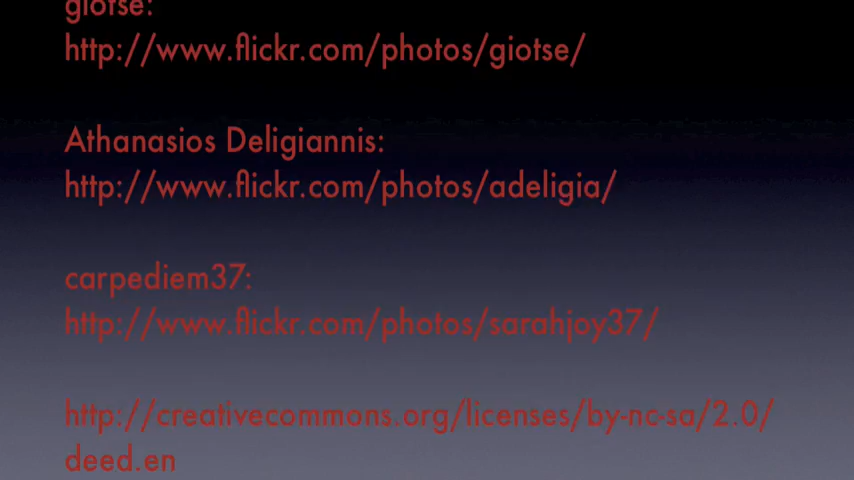 giotse:
http://www.flickr.com/photos/giotse/
Athanasios Deligiannis:
http://www.flickr.com/photos/adeligia/
carpediem37:
http://www.flickr.com/photos/sarahjoy37/
http://creativecommons.org/licenses/by-nc-sa/2.0/
deed.en